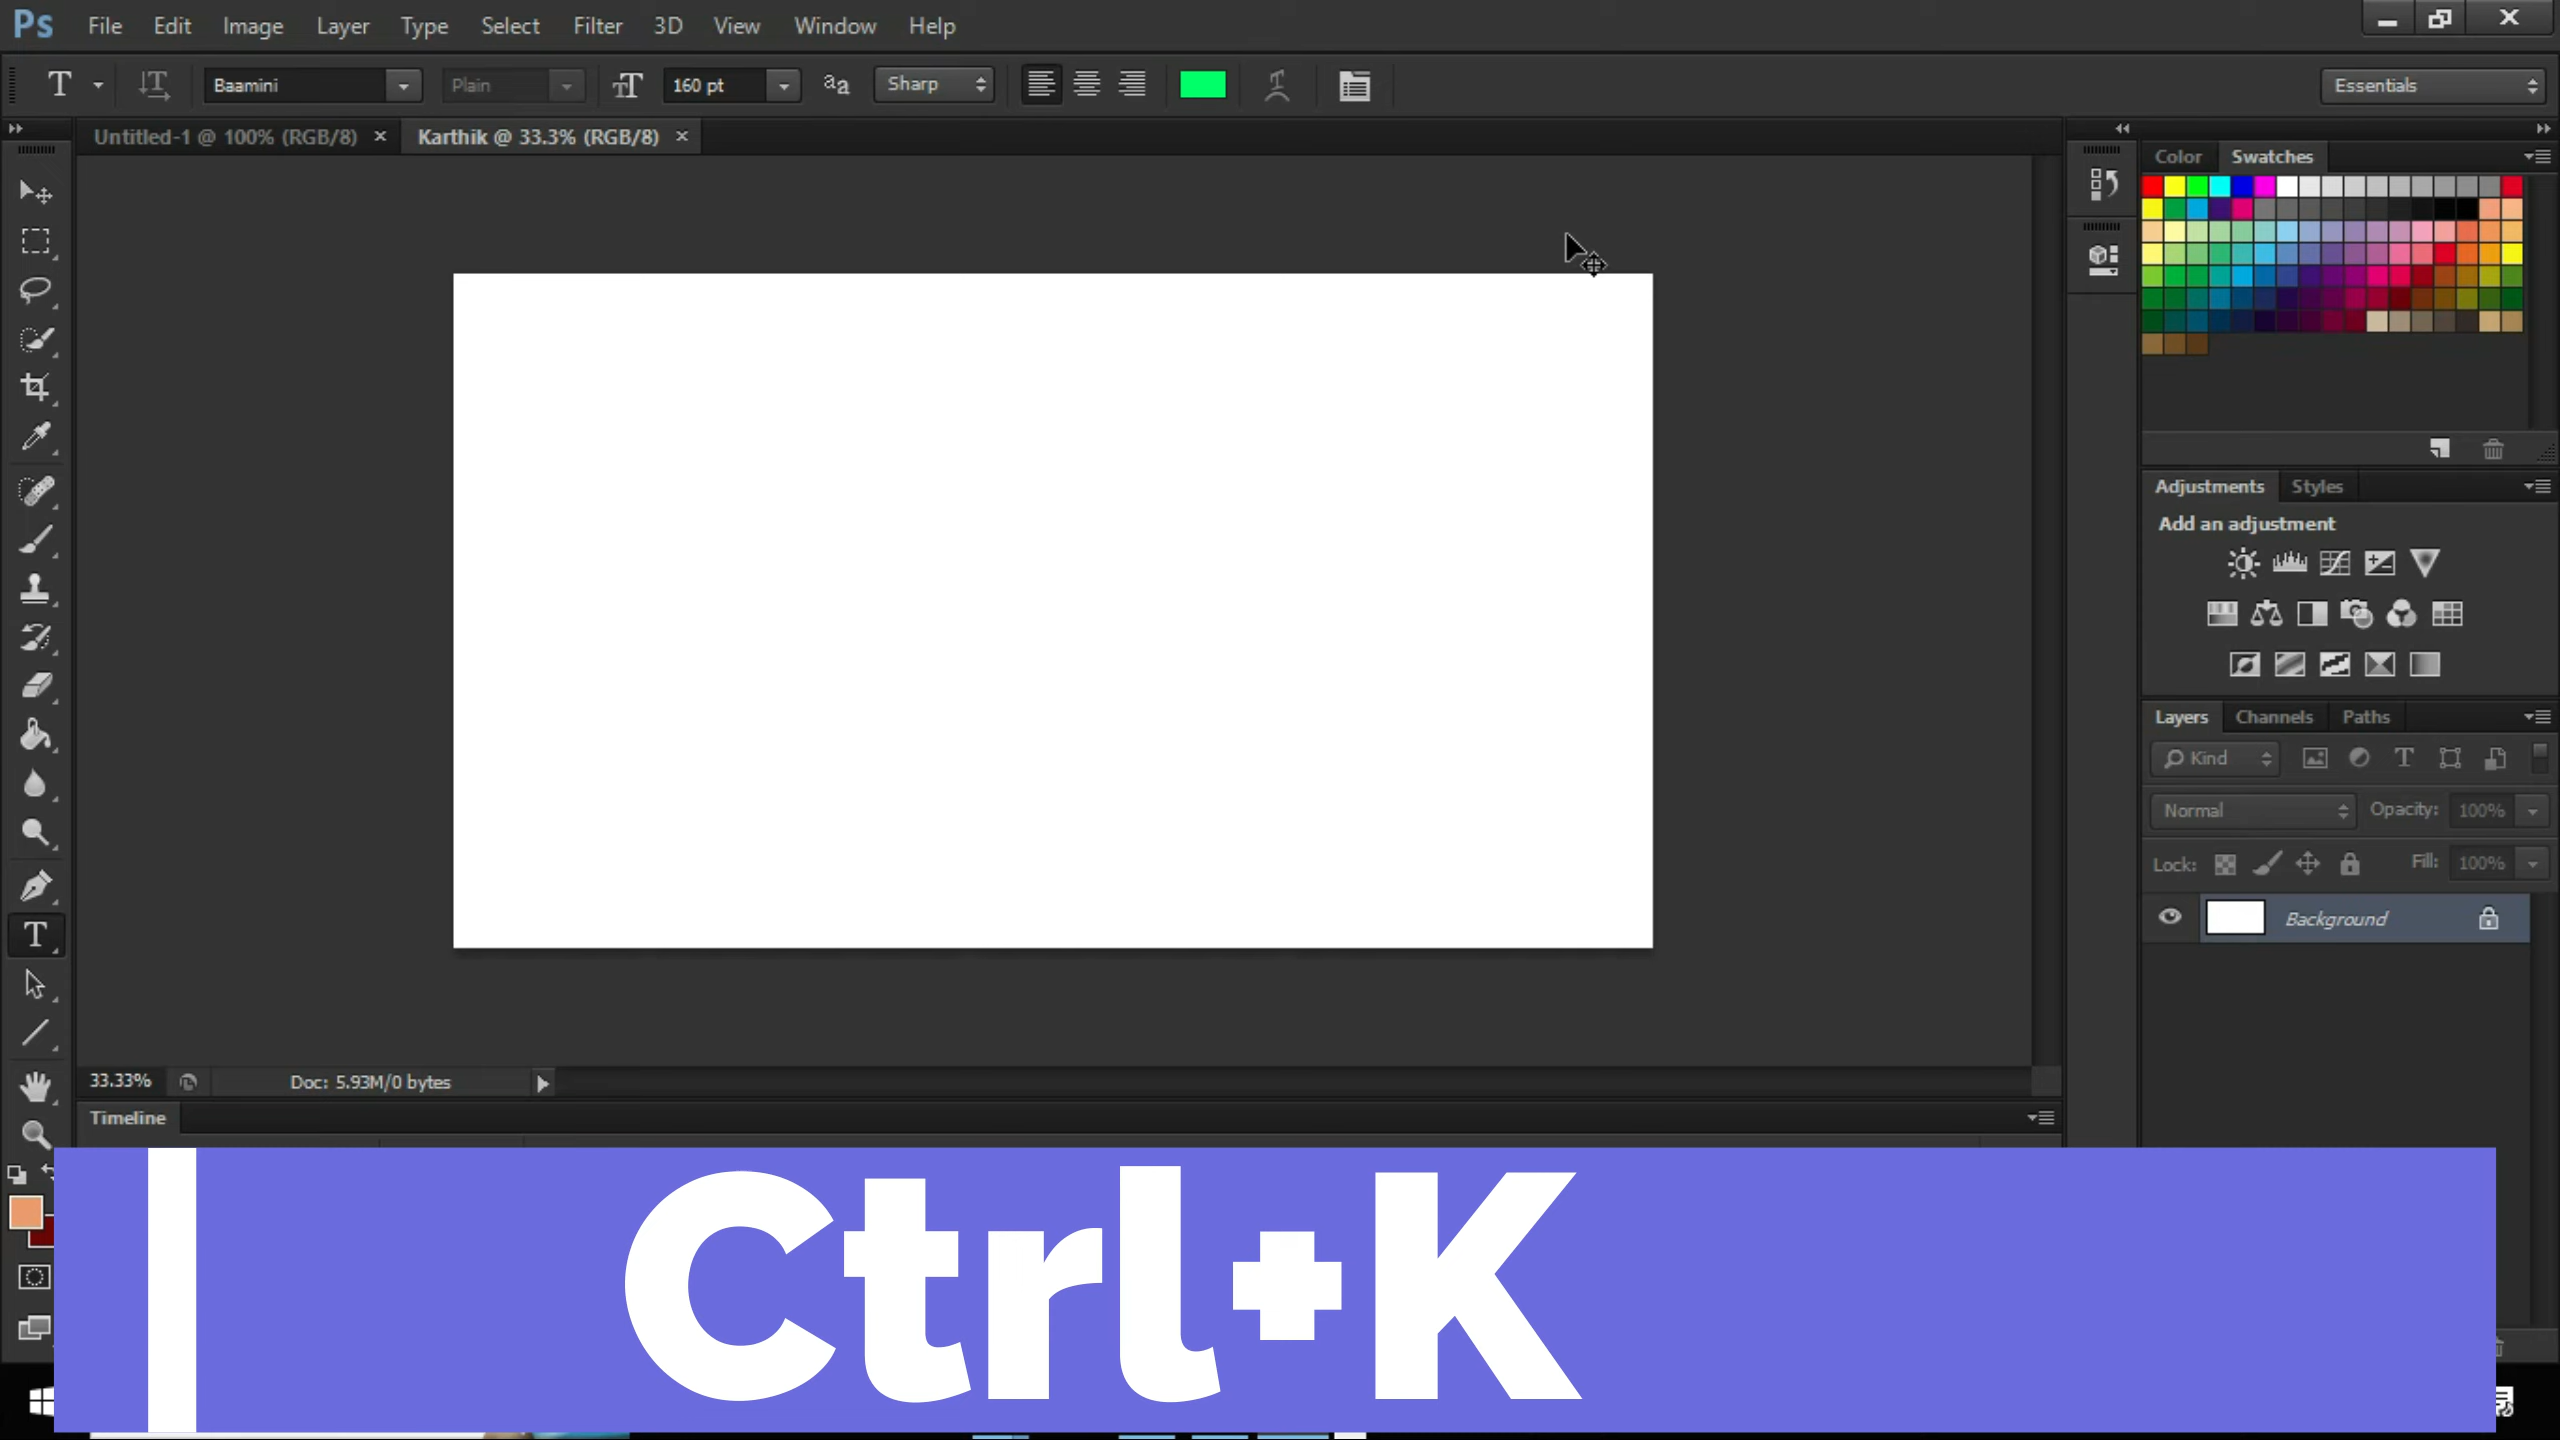 Ps File Edit Image Layer Type Select Filter 3D View Window Help
T Baamini Plain 160 pt aa Sharp Essentials
Untitled-1 @ 100% (RGB/8) × Karthik @ 33.3% (RGB/8) ×
Color Swatches
Adjustments Styles
Add an adjustment
Layers Channels Paths
Kind
Normal Opacity: 100%
Lock: Fill: 100%
Background
33.33% Doc: 5.93M/0 bytes
Timeline
Ctrl+K